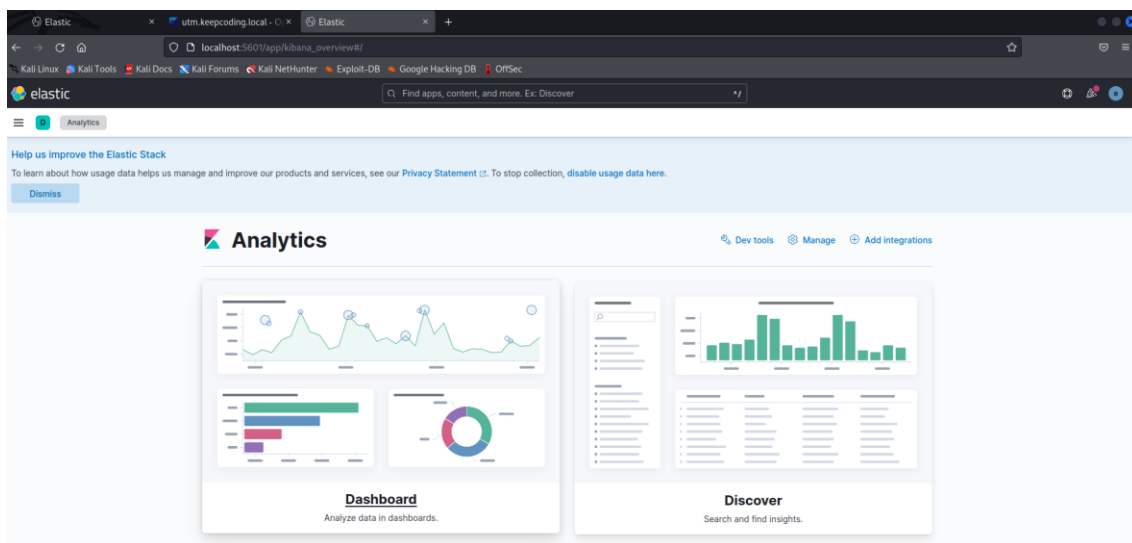 Elastic
utm.keepcoding.local - O
Elastic
localhost:5601/app/kibana_overview#/
Kali Linux Kali Tools Kali Docs Kali Forums Kali NetHunter Exploit-DB Google Hacking DB OffSec
elastic
Find apps, content, and more. Ex: Discover
^/
e
D Analytics
Help us improve the Elastic Stack
To learn about how usage data helps us manage and improve our products and services, see our Privacy Statement. To stop collection, disable usage data here.
Dismiss
Analytics
Dev tools Manage Add integrations
Dashboard
Analyze data in dashboards.
Discover
Search and find insights.